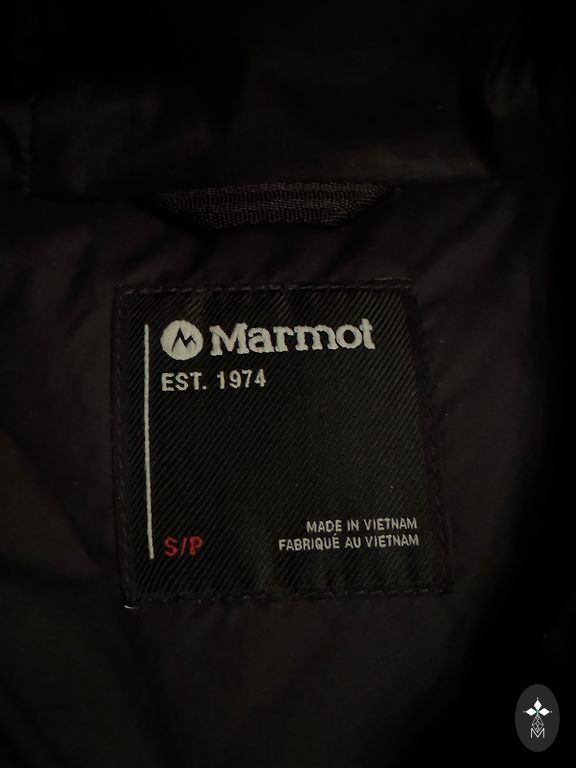 Marmot
EST. 1974
S/P
MADE IN VIETNAM
FABRIQUÉ AU VIETNAM